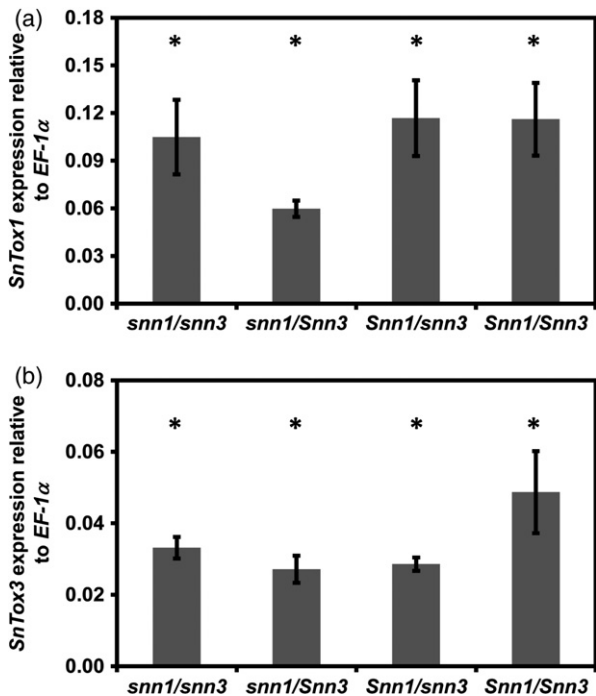 (a)
SnTox1 expression relative
to EF-1α
0.18
0.15
0.12
0.09
0.06
0.03
0.00
* * * *
snn1/snn3 snn1/Snn3 Snn1/snn3 Snn1/Snn3
(b)
SnTox3 expression relative
to EF-1α
0.08
0.06
0.04
0.02
0.00
* * * *
snn1/snn3 snn1/Snn3 Snn1/snn3 Snn1/Snn3